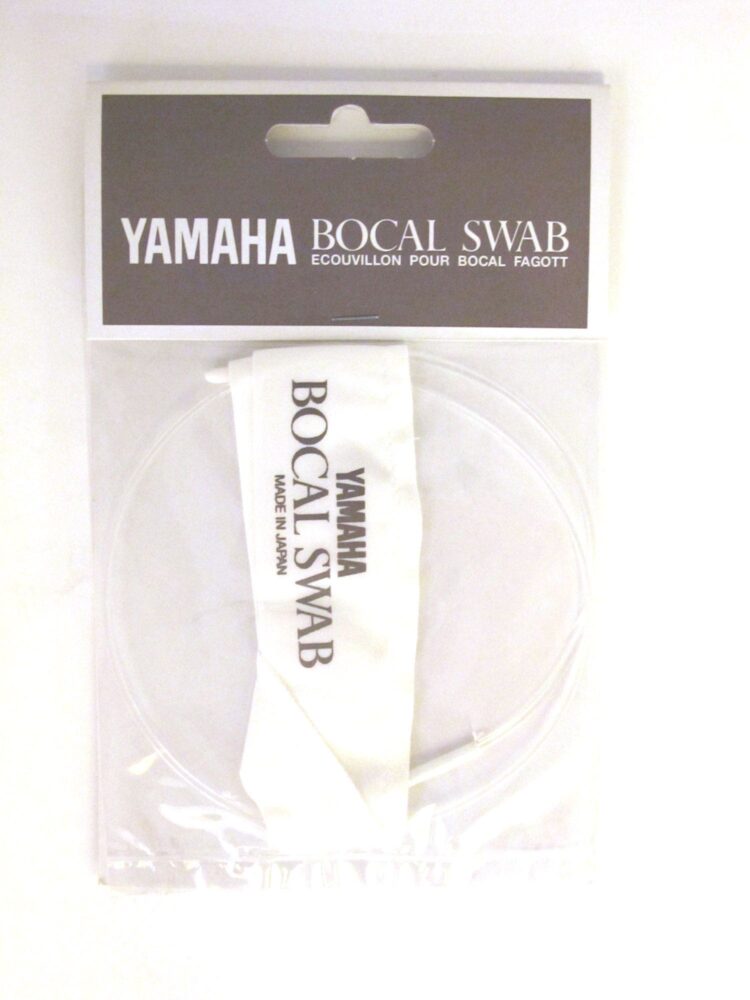 YAMAHA BOCAL SWAB
ECOUVILLON POUR BOCAL FAGOTT
YAMAHA
BOCAL SWAB
MADE IN JAPAN